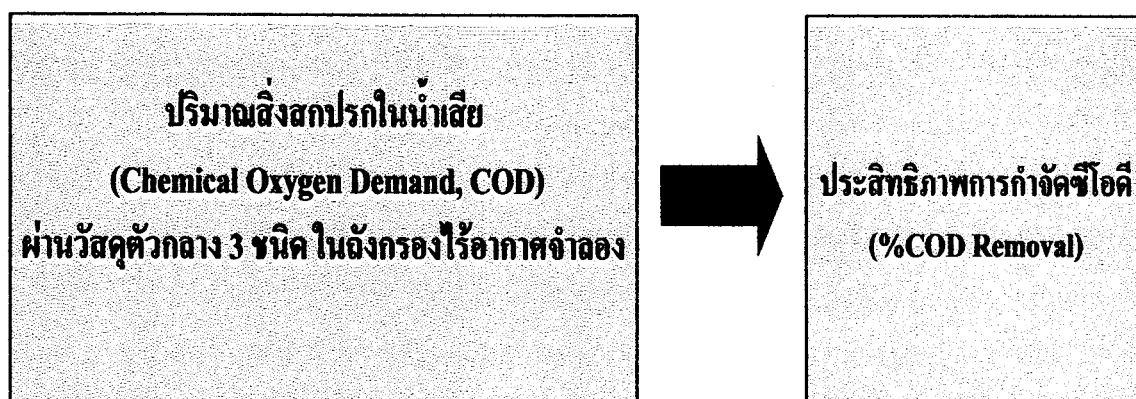 ปริมาณสิ่งสกปรกในน้ำเสีย
(Chemical Oxygen Demand, COD)
ผ่านวัสดุตัวกลาง 3 ชนิด ในถังกรองไร้อากาศจำลอง
ประสิทธิภาพการกำจัดซีโอดี
(%COD Removal)